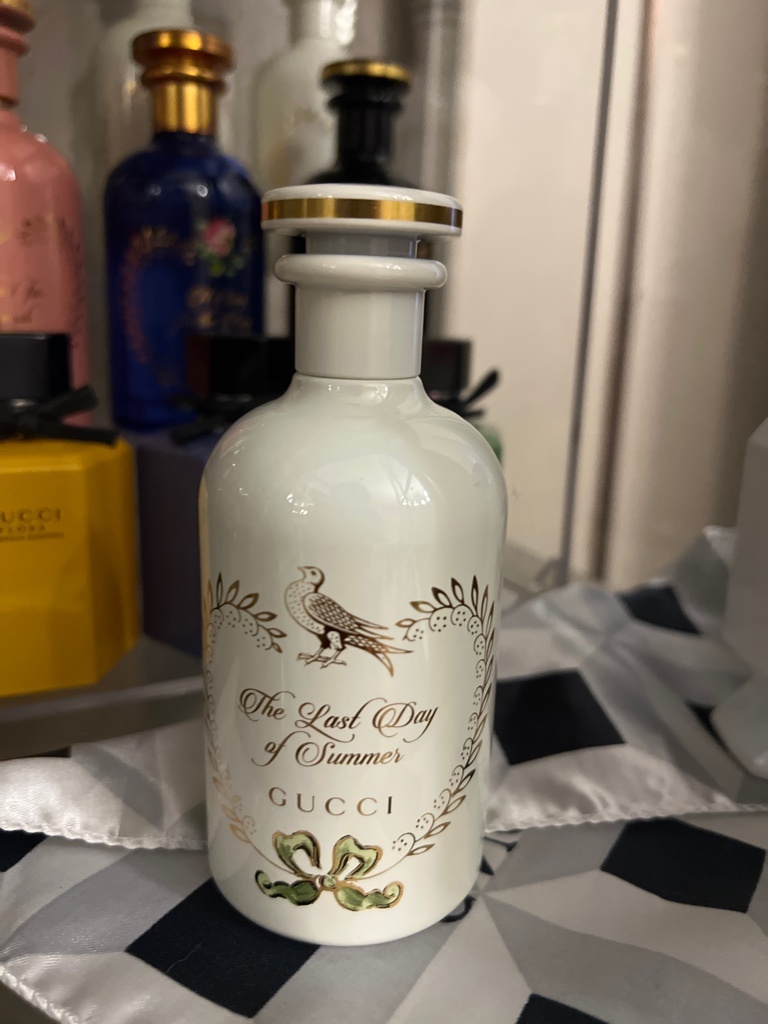 The Last Day
of Summer
GUCCI
UCCI